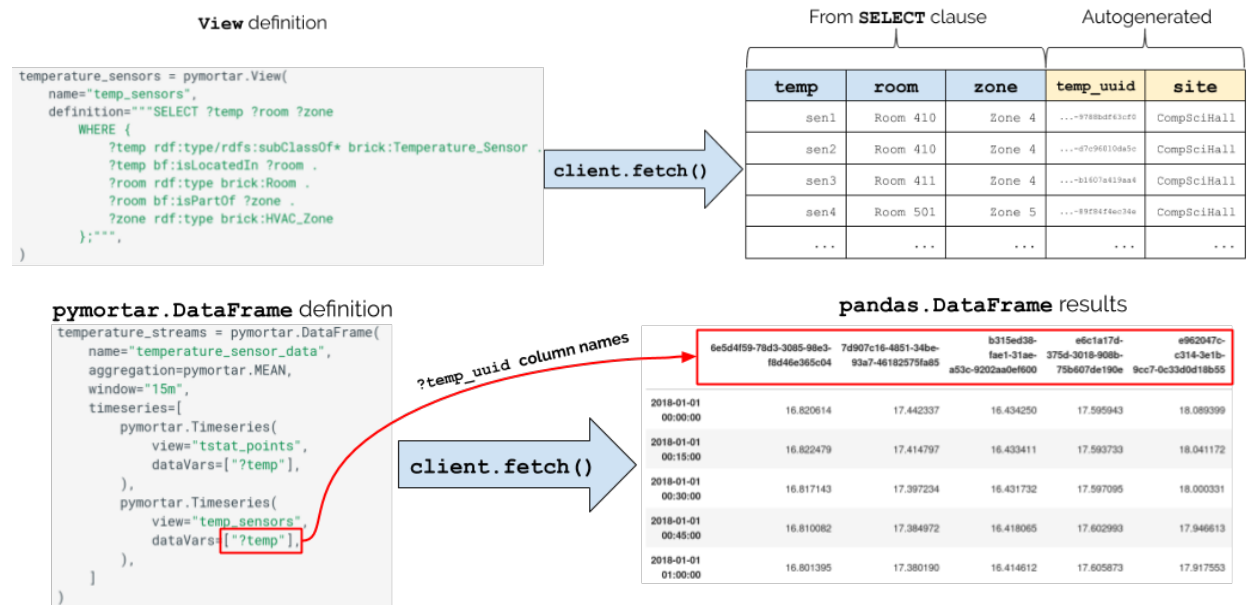 View definition
temperature_sensors = pymortar.View(
    name="temp_sensors",
    definition="""SELECT ?temp ?room ?zone
        WHERE {
            ?temp rdf:type/rdfs:subClassOf* brick:Temperature_Sensor .
            ?temp bf:isLocatedIn ?room .
            ?room rdf:type brick:Room .
            ?room bf:isPartOf ?zone .
            ?zone rdf:type brick:HVAC_Zone
        };""",
)
client.fetch()
From SELECT clause Autogenerated
temp room zone temp_uuid site
sen1 Room 410 Zone 4 ...-9788bdf63cf0 CompSciHall
sen2 Room 410 Zone 4 ...-d7c96810da5c CompSciHall
sen3 Room 411 Zone 4 ...-b1607a419aa4 CompSciHall
sen4 Room 501 Zone 5 ...-89f84f4ec34e CompSciHall
... ... ... ... ...
pymortar.DataFrame definition
temperature_streams = pymortar.DataFrame(
    name="temperature_sensor_data",
    aggregation=pymortar.MEAN,
    window="15m",
    timeseries=[
        pymortar.Timeseries(
            view="tstat_points",
            dataVars=["?temp"],
        ),
        pymortar.Timeseries(
            view="temp_sensors",
            dataVars=["?temp"],
        ),
    ]
)
?temp_uuid column names
client.fetch()
pandas.DataFrame results
6e5d4f59-78d3-3085-98e3- 7d907c16-4851-34be- b315ed38- e6c1a17d- e962047c-
f8d46e365c04 93a7-46182575fa85 fae1-31ae- 375d-3018-908b- c314-3e1b-
a53c-9202aa0ef600 75b607de190e 9cc7-0c33d0d18b55
2018-01-01
00:00:00 16.820614 17.442337 16.434250 17.595943 18.089399
2018-01-01
00:15:00 16.822479 17.414797 16.433411 17.593733 18.041172
2018-01-01
00:30:00 16.817143 17.397234 16.431732 17.597095 18.000331
2018-01-01
00:45:00 16.810082 17.384972 16.418065 17.602993 17.946613
2018-01-01
01:00:00 16.801395 17.380190 16.414612 17.605873 17.917553